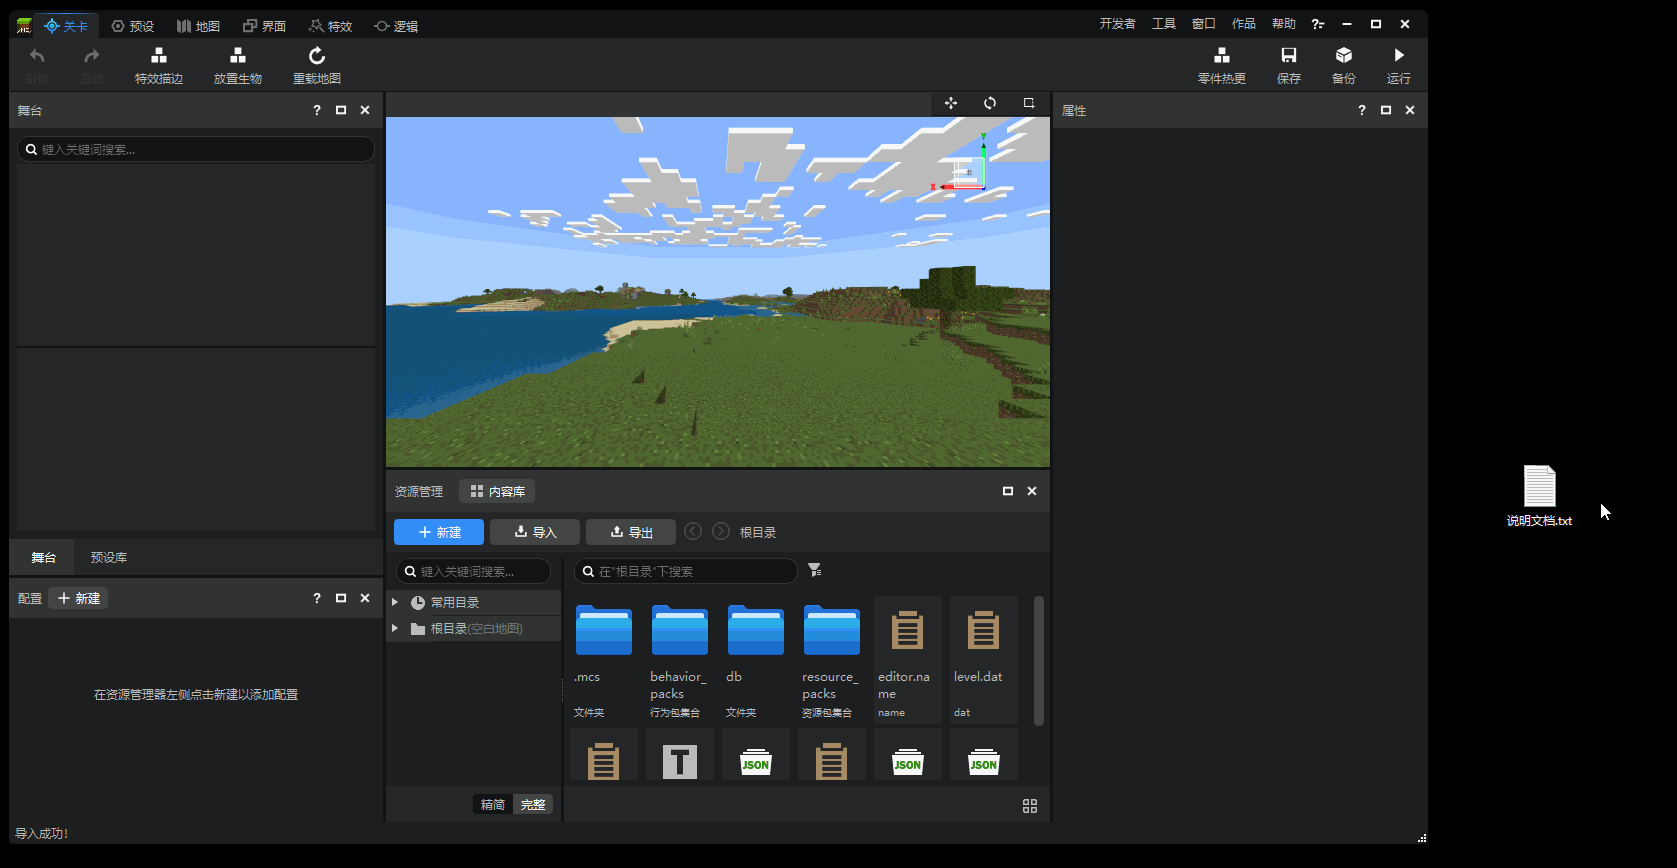 关卡 预设 地图 界面 特效 逻辑 开发者 工具 窗口 作品 帮助
撤销 重做 特效描边 放置生物 重载地图 零件热更 保存 备份 运行
舞台
键入关键词搜索...
舞台 预设库
配置 新建
在资源管理器左侧点击新建以添加配置
导入成功!
Y
X
Z
资源管理 内容库
新建 导入 导出 根目录
键入关键词搜索... 在"根目录"下搜索
常用目录
根目录(空白地图)
.mcs behavior_ db resource_ editor.na level.dat
packs packs me
文件夹 行为包集合 文件夹 资源包集合 name dat
T JSON JSON JSON
精简 完整
属性
说明文档.txt